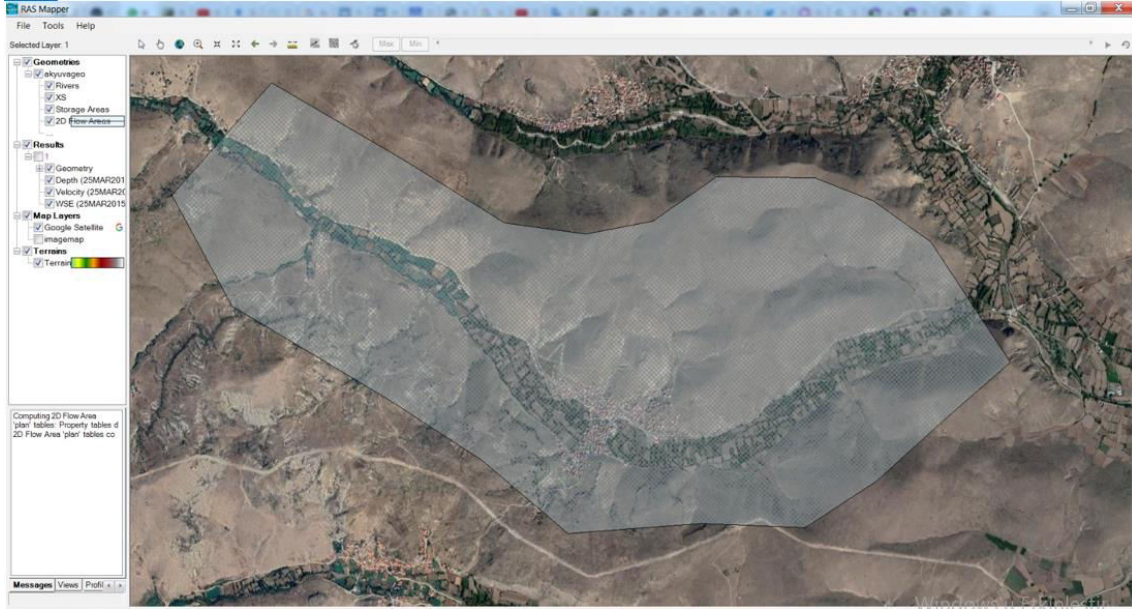 RAS Mapper
File Tools Help
Selected Layer: 1
Max Min
Geometries
akyuvageo
Rivers
XS
Storage Areas
2D Flow Areas
Results
1
Geometry
Depth (25MAR201
Velocity (25MAR20
WSE (25MAR2015
Map Layers
Google Satellite G
imagemap
Terrains
Terrain
Computing 2D Flow Area
'plan' tables: Property tables d
2D Flow Area 'plan' tables co
Messages Views Profil